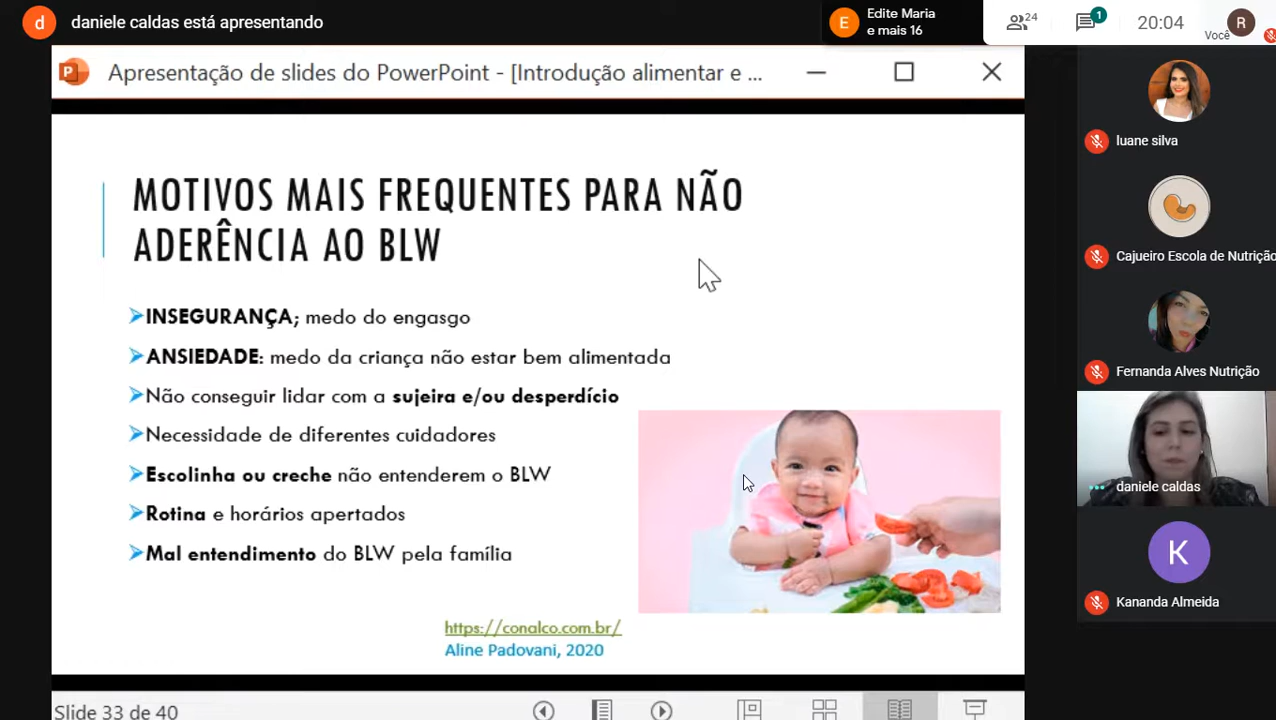 d
daniele caldas está apresentando
E
Edite Maria
e mais 16
24
1
20:04
Você
R
P
Apresentação de slides do PowerPoint - [Introdução alimentar e ...
MOTIVOS MAIS FREQUENTES PARA NÃO
ADERÊNCIA AO BLW
INSEGURANÇA; medo do engasgo
ANSIEDADE: medo da criança não estar bem alimentada
Não conseguir lidar com a sujeira e/ou desperdício
Necessidade de diferentes cuidadores
Escolinha ou creche não entenderem o BLW
Rotina e horários apertados
Mal entendimento do BLW pela família
https://conalco.com.br/
Aline Padovani, 2020
Slide 33 de 40
luane silva
Cajueiro Escola de Nutrição
Fernanda Alves Nutrição
daniele caldas
K
Kananda Almeida